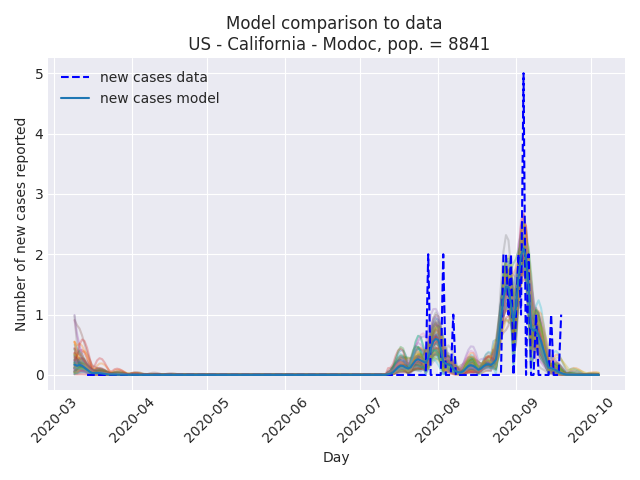 Model comparison to data
US - California - Modoc, pop. = 8841
new cases data
new cases model
Number of new cases reported
5
4
3
2
1
0
2020-03
2020-04
2020-05
2020-06
2020-07
2020-08
2020-09
2020-10
Day